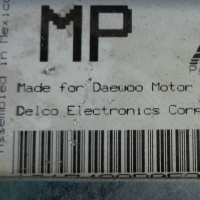 Assembled in Mexico
MP
Made for Daewoo Motor
Delco Electronics Corp